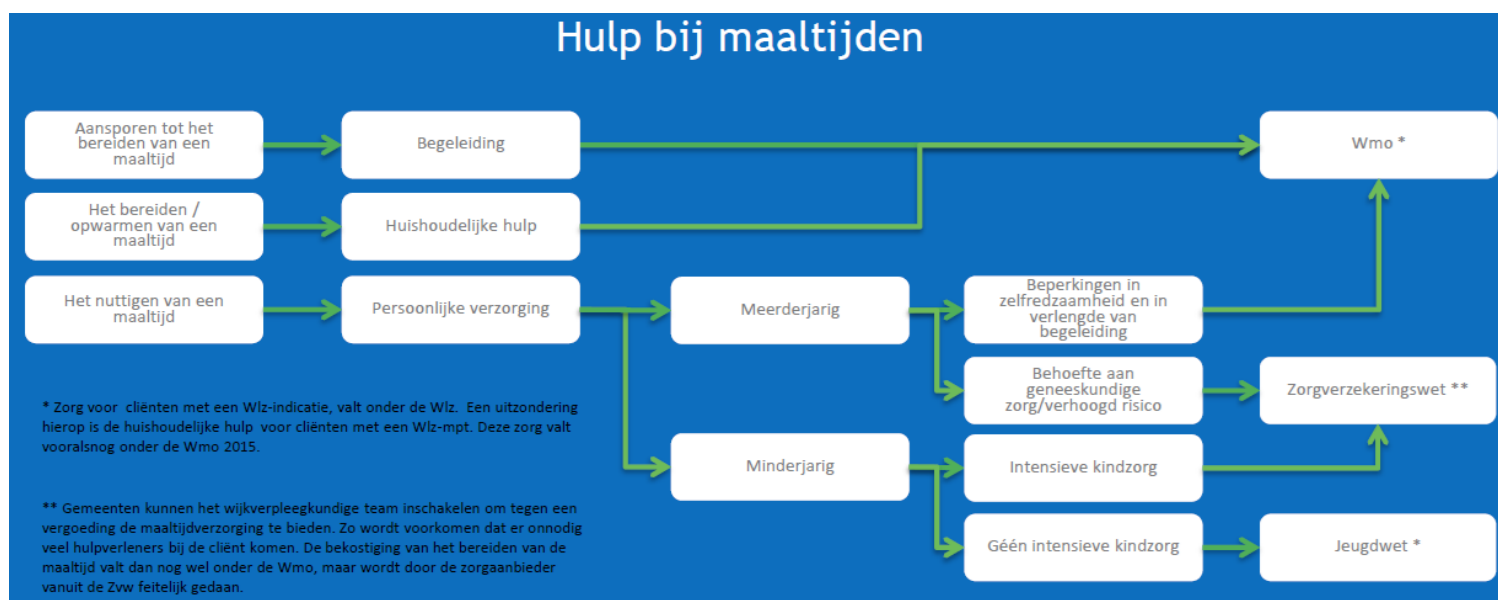 Hulp bij maaltijden
Aansporen tot het
bereiden van een
maaltijd
Begeleiding
Wmo *
Het bereiden /
opwarmen van een
maaltijd
Huishoudelijke hulp
Het nuttigen van een
maaltijd
Persoonlijke verzorging
Meerderjarig
Beperkingen in
zelfredzaamheid en in
verlengde van
begeleiding
Behoefte aan
geneeskundige
zorg/verhoogd risico
Zorgverzekeringswet **
Minderjarig
Intensieve kindzorg
Géén intensieve kindzorg
Jeugdwet *
* Zorg voor cliënten met een Wlz-indicatie, valt onder de Wlz. Een uitzondering
hierop is de huishoudelijke hulp voor cliënten met een Wlz-mpt. Deze zorg valt
vooralsnog onder de Wmo 2015.
** Gemeenten kunnen het wijkverpleegkundige team inschakelen om tegen een
vergoeding de maaltijdverzorging te bieden. Zo wordt voorkomen dat er onnodig
veel hulpverleners bij de cliënt komen. De bekostiging van het bereiden van de
maaltijd valt dan nog wel onder de Wmo, maar wordt door de zorgaanbieder
vanuit de Zvw feitelijk gedaan.